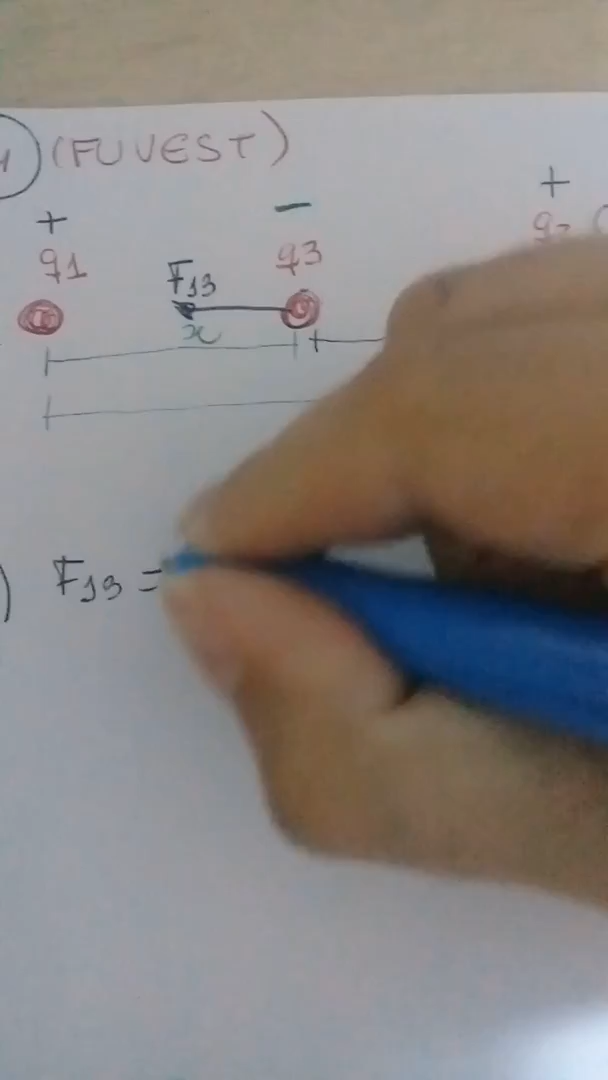 (FUVEST)
+ - +
q1 q3
F13
x
) F13 =